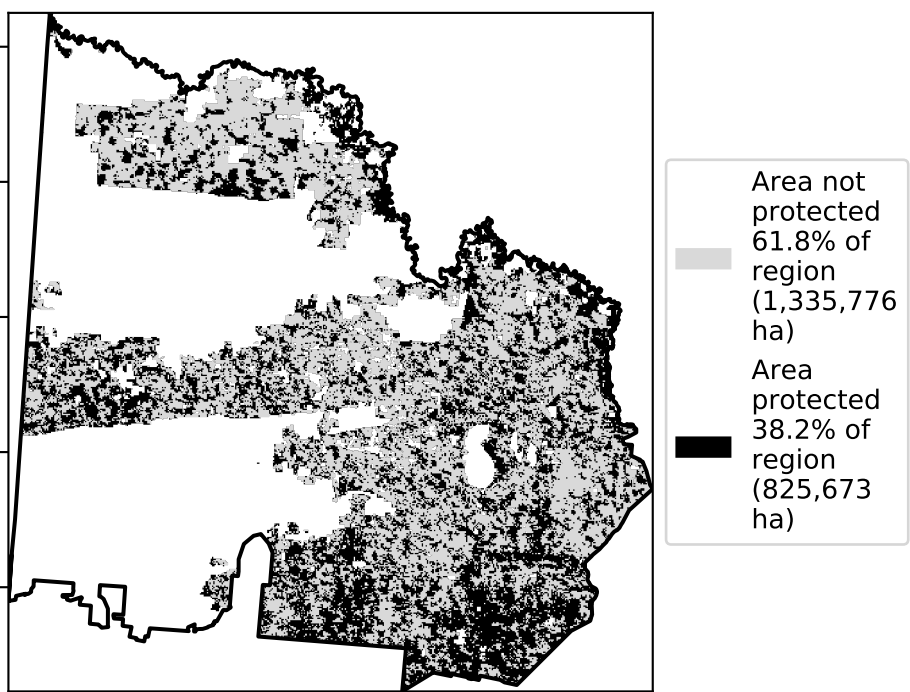 Area not
protected
61.8% of
region
(1,335,776
ha)
Area
protected
38.2% of
region
(825,673
ha)